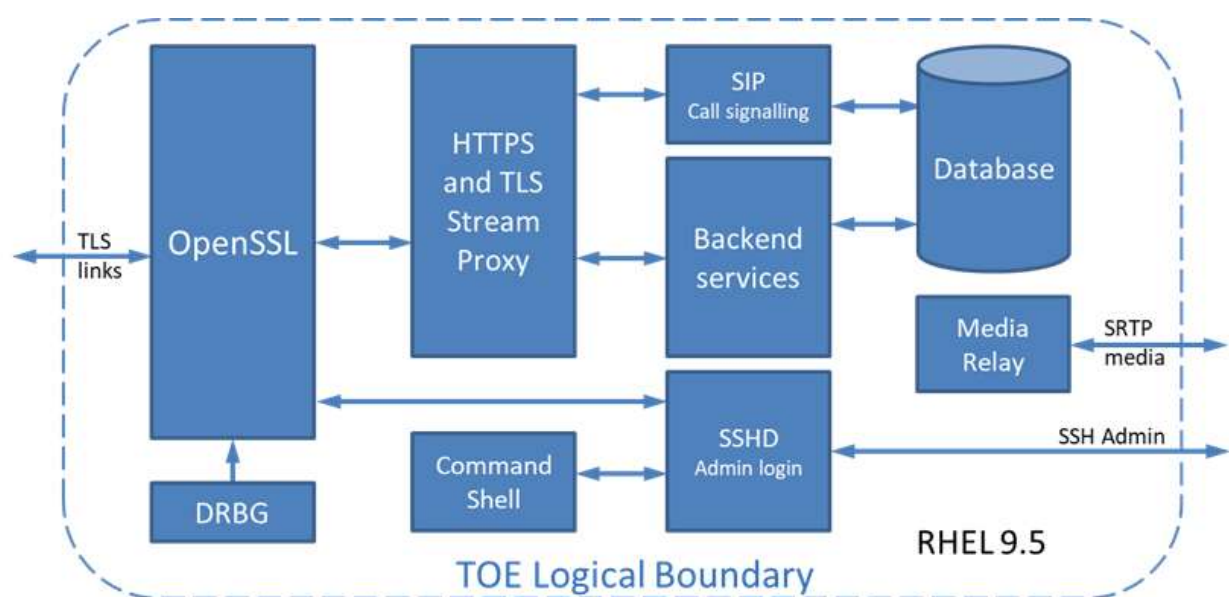 SIP
Call signalling
HTTPS
and TLS
Stream
Proxy
Database
OpenSSL
TLS
links
Backend
services
Media
Relay
SRTP
media
SSHD
Admin login
SSH Admin
Command
Shell
DRBG
RHEL 9.5
TOE Logical Boundary